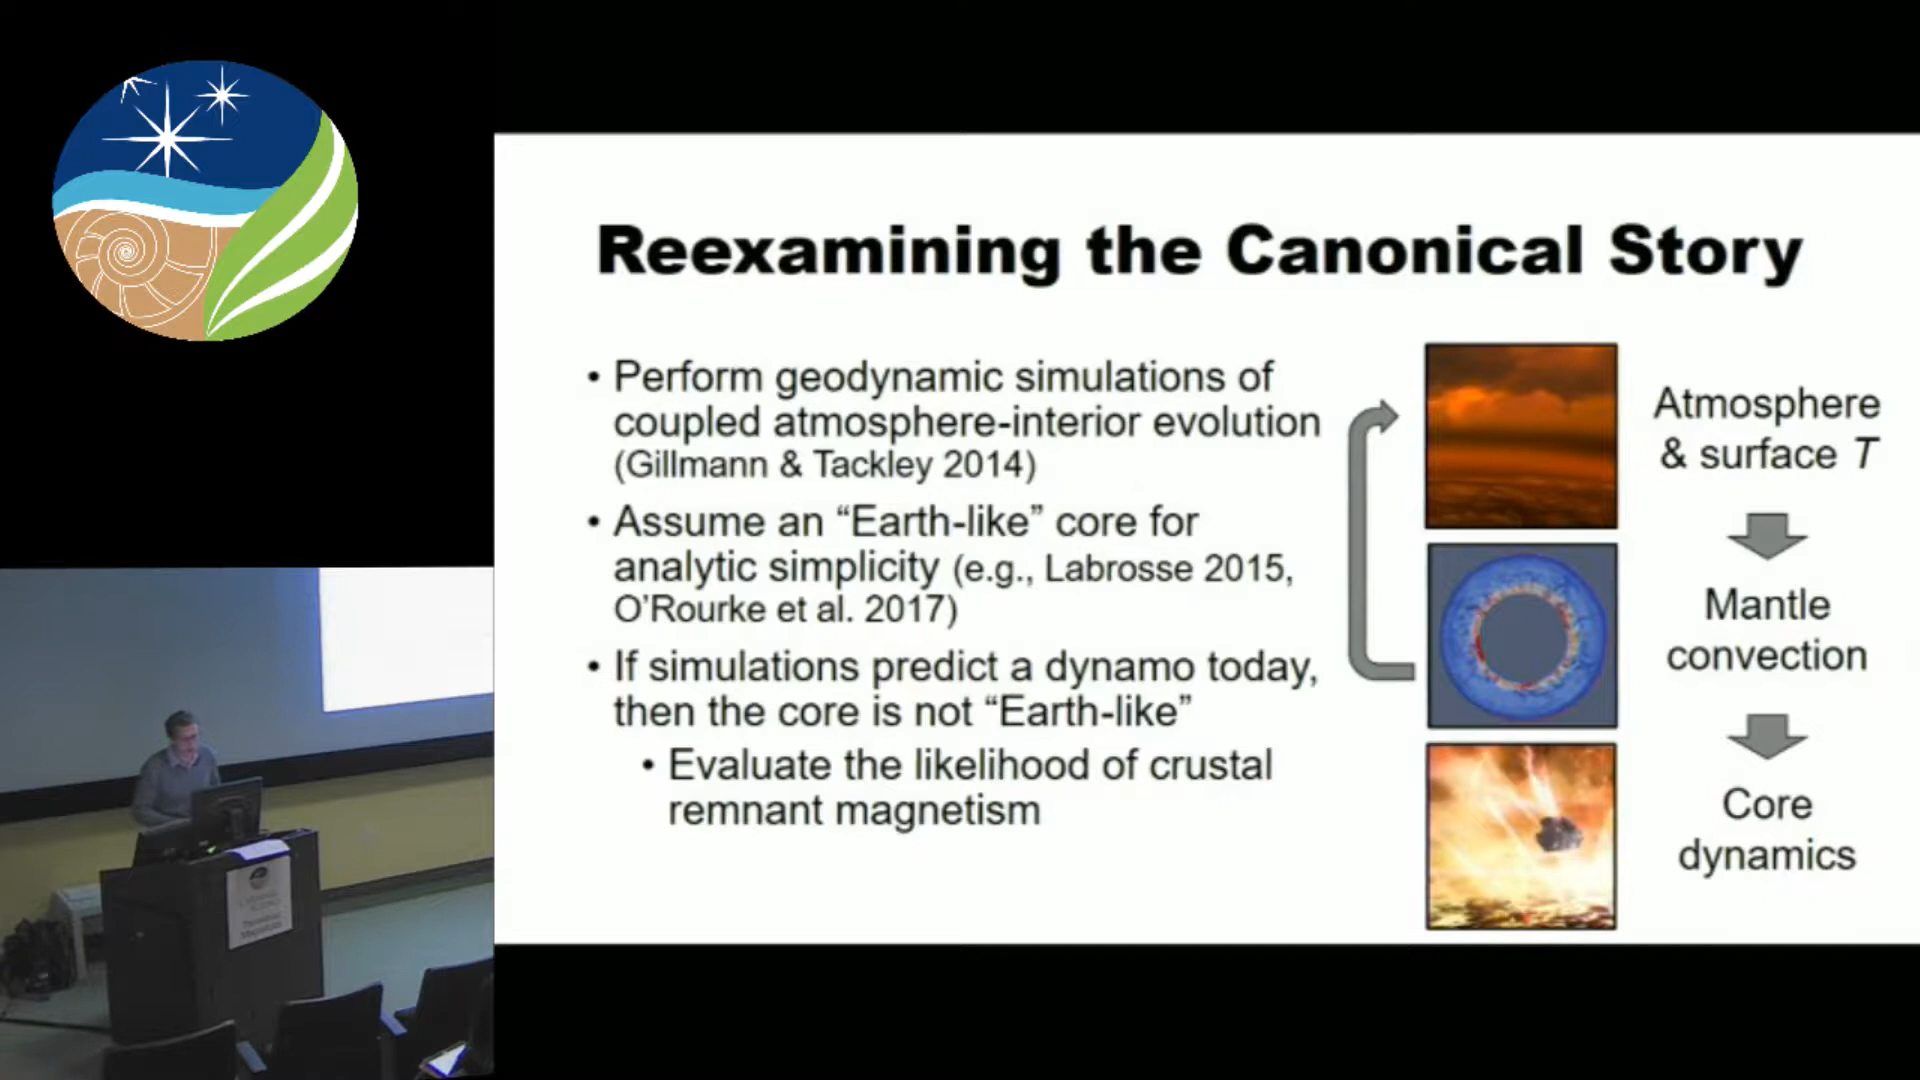 Reexamining the Canonical Story
• Perform geodynamic simulations of
coupled atmosphere-interior evolution
(Gillmann & Tackley 2014)
• Assume an “Earth-like” core for
analytic simplicity (e.g., Labrosse 2015,
O’Rourke et al. 2017)
• If simulations predict a dynamo today,
then the core is not “Earth-like”
• Evaluate the likelihood of crustal
remnant magnetism
Atmosphere
& surface T
Mantle
convection
Core
dynamics